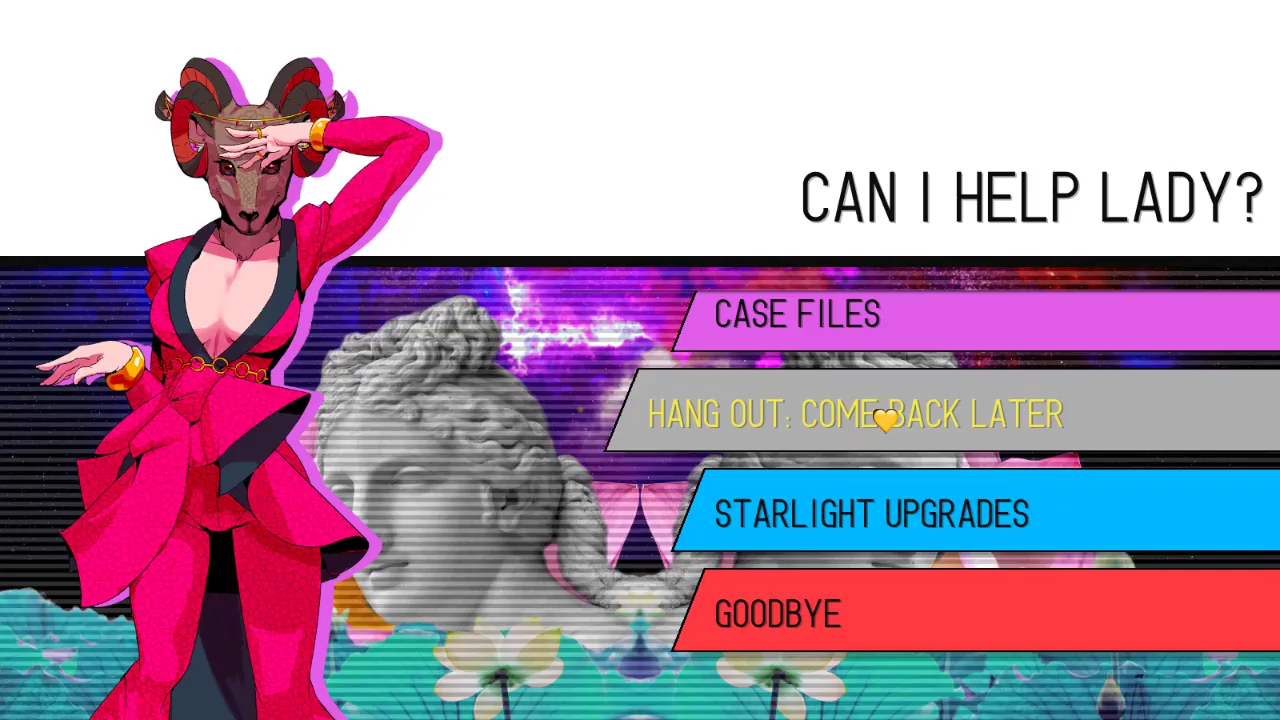 CAN I HELP LADY?
CASE FILES
HANG OUT: COME BACK LATER
STARLIGHT UPGRADES
GOODBYE